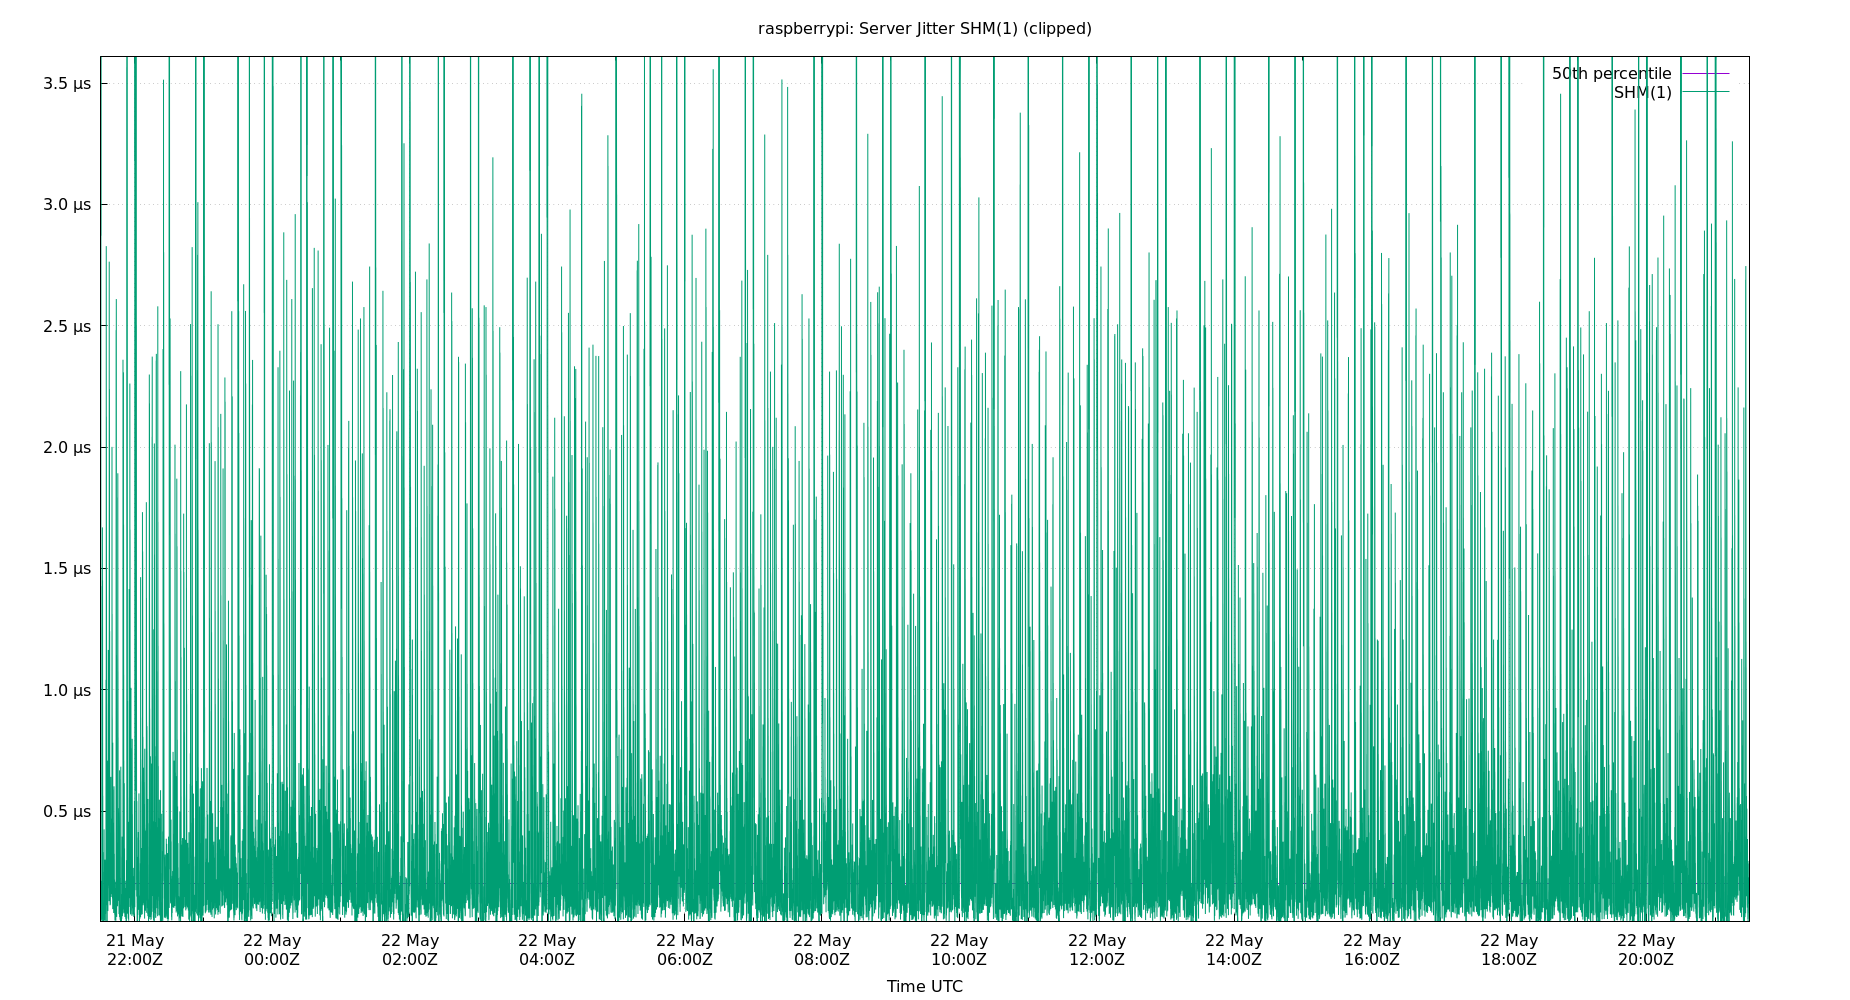 raspberrypi: Server Jitter SHM(1) (clipped)
50th percentile
SHM(1)
3.5 µs
3.0 µs
2.5 µs
2.0 µs
1.5 µs
1.0 µs
0.5 µs
21 May 22 May 22 May 22 May 22 May 22 May 22 May 22 May 22 May 22 May 22 May 22 May
22:00Z 00:00Z 02:00Z 04:00Z 06:00Z 08:00Z 10:00Z 12:00Z 14:00Z 16:00Z 18:00Z 20:00Z
Time UTC